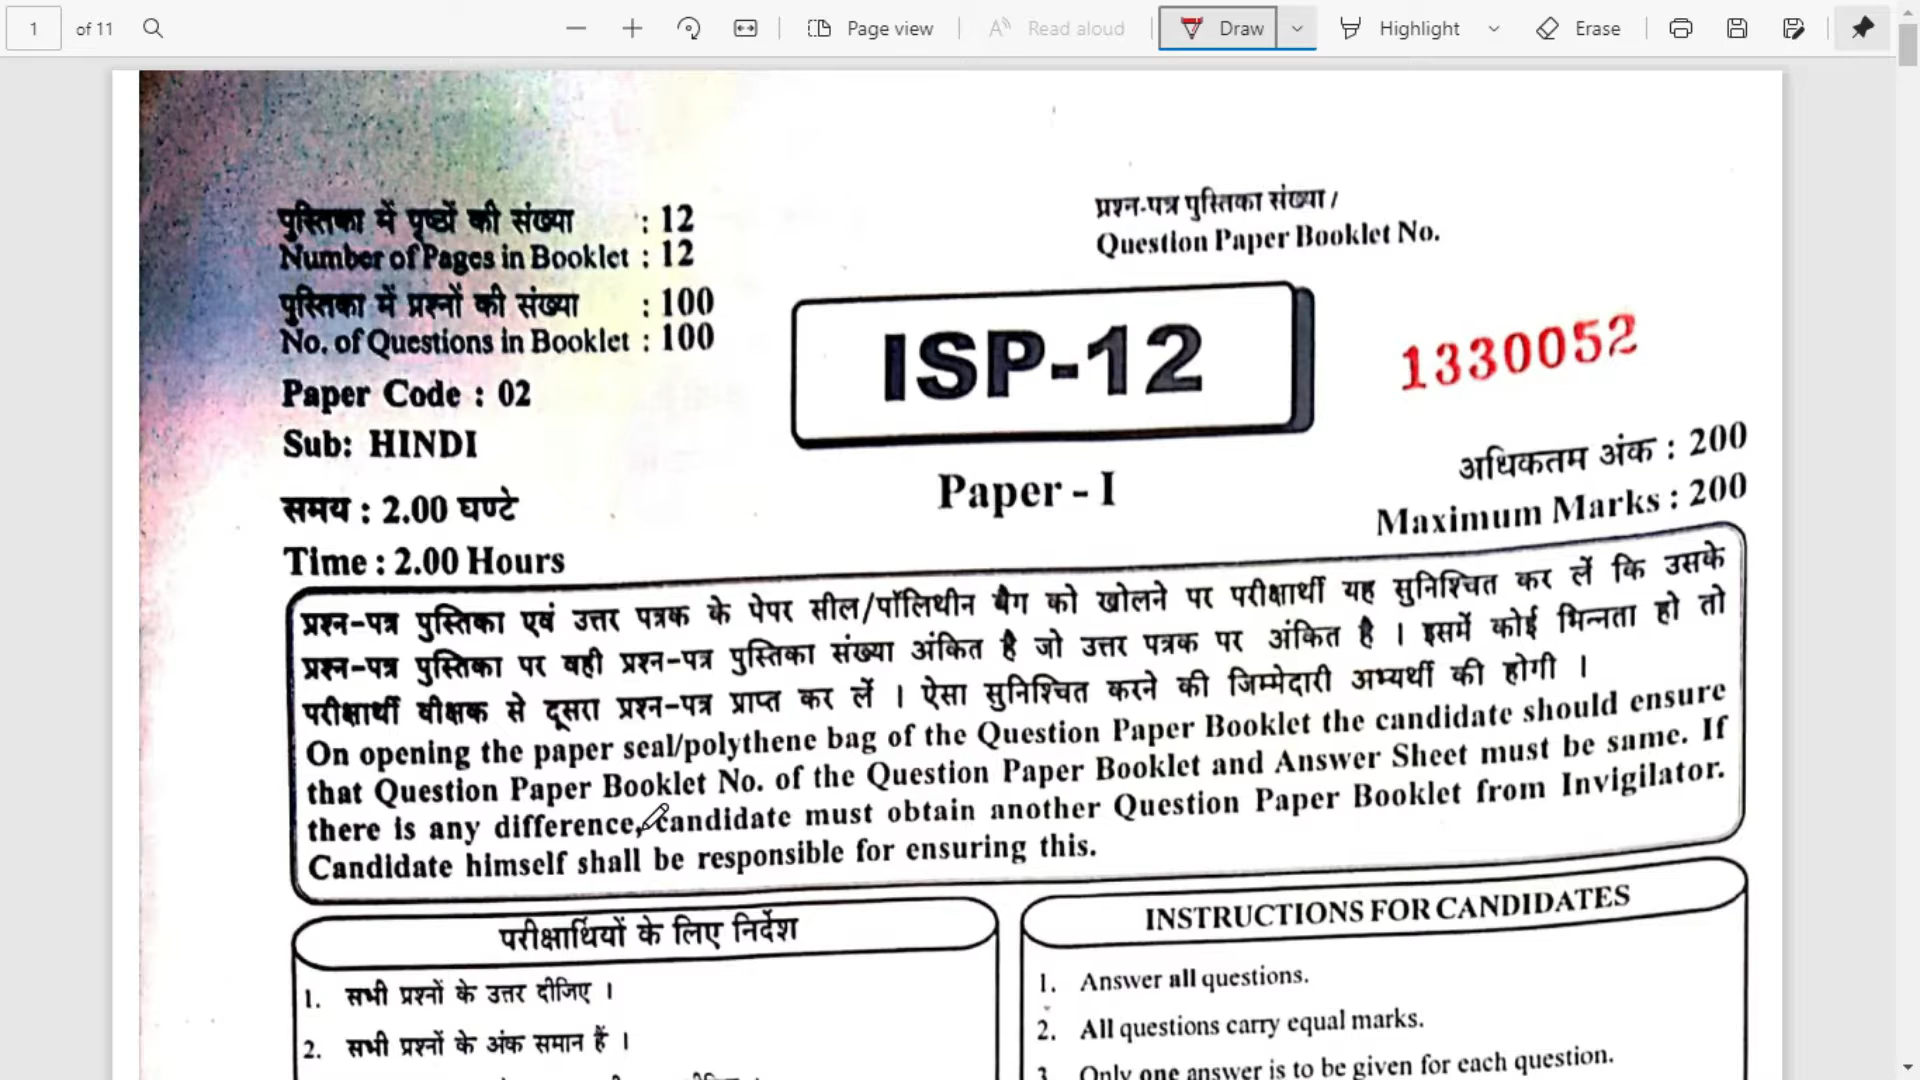 1 of 11 Page view Read aloud Draw Highlight Erase
पुस्तिका में पृष्ठों की संख्या : 12
Number of Pages in Booklet : 12
पुस्तिका में प्रश्नों की संख्या : 100
No. of Questions in Booklet : 100
Paper Code : 02
Sub: HINDI
समय : 2.00 घण्टे
Time : 2.00 Hours
ISP-12
Paper - I
प्रश्न-पत्र पुस्तिका संख्या /
Question Paper Booklet No.
1330052
अधिकतम अंक : 200
Maximum Marks : 200
प्रश्न-पत्र पुस्तिका एवं उत्तर पत्रक के पेपर सील/पॉलिथीन बैग को खोलने पर परीक्षार्थी यह सुनिश्चित कर लें कि उसके
प्रश्न-पत्र पुस्तिका पर वही प्रश्न-पत्र पुस्तिका संख्या अंकित है जो उत्तर पत्रक पर अंकित है । इसमें कोई भिन्नता हो तो
परीक्षार्थी वीक्षक से दूसरा प्रश्न-पत्र प्राप्त कर लें । ऐसा सुनिश्चित करने की जिम्मेदारी अभ्यर्थी की होगी ।
On opening the paper seal/polythene bag of the Question Paper Booklet the candidate should ensure
that Question Paper Booklet No. of the Question Paper Booklet and Answer Sheet must be same. If
there is any difference, candidate must obtain another Question Paper Booklet from Invigilator.
Candidate himself shall be responsible for ensuring this.
परीक्षार्थियों के लिए निर्देश
1. सभी प्रश्नों के उत्तर दीजिए ।
2. सभी प्रश्नों के अंक समान हैं ।
INSTRUCTIONS FOR CANDIDATES
1. Answer all questions.
2. All questions carry equal marks.
3. Only one answer is to be given for each question.